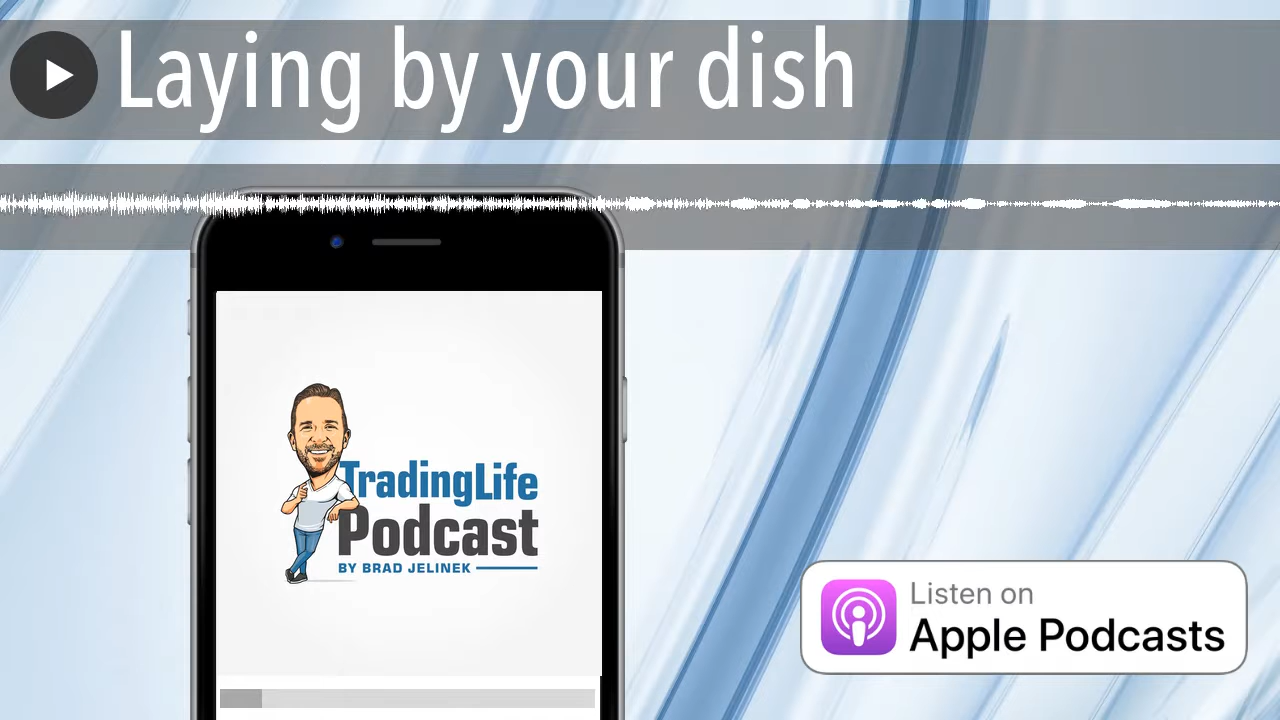 Laying by your dish
TradingLife
Podcast
BY BRAD JELINEK
Listen on
Apple Podcasts